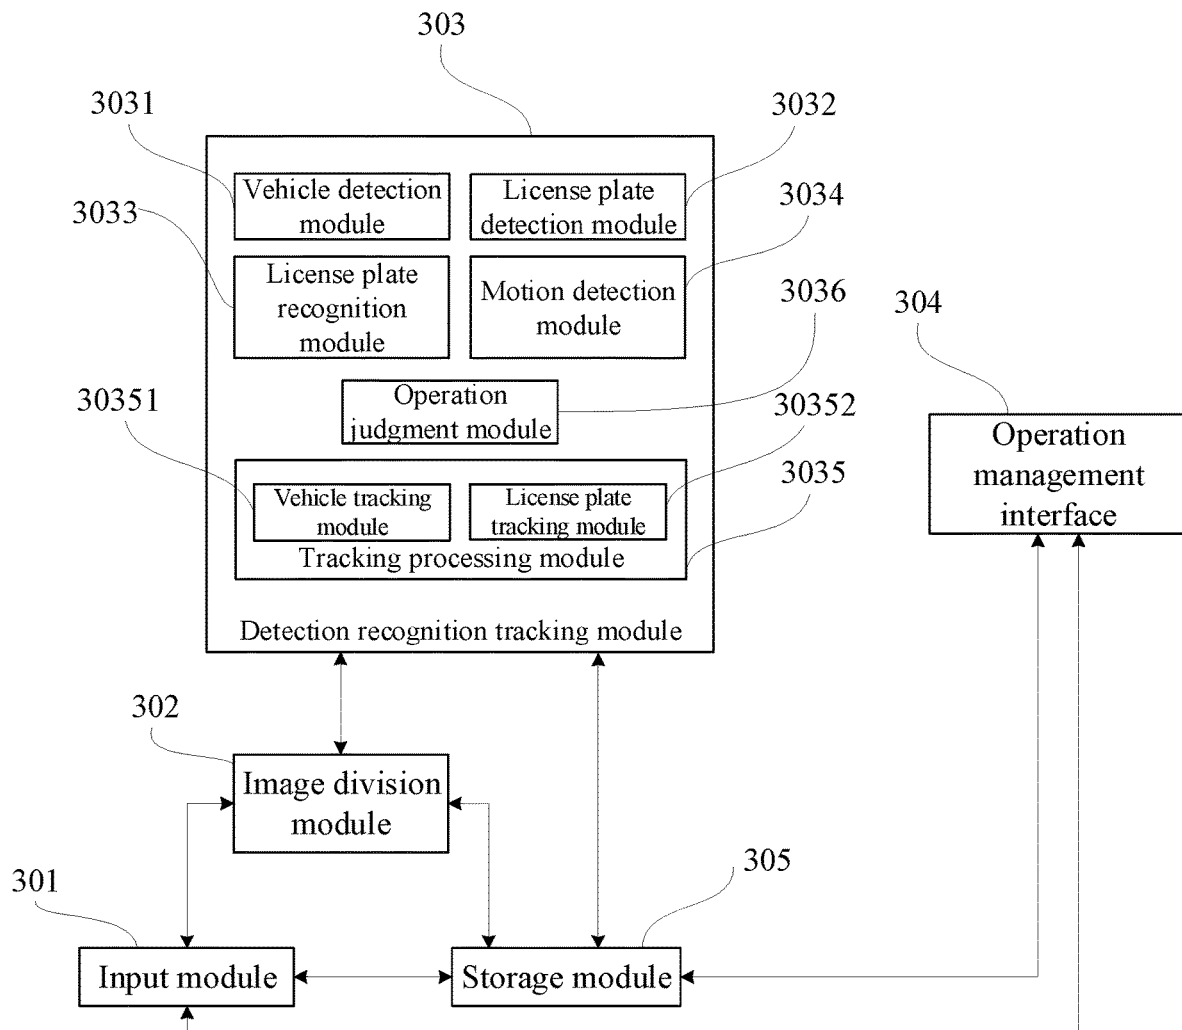 303
3031
3032
Vehicle detection
module
License plate
detection module
3033
3034
License plate
recognition
module
Motion detection
module
3036
304
30351
Operation
judgment module
30352
Operation
management
interface
3035
Vehicle tracking
module
License plate
tracking module
Tracking processing module
Detection recognition tracking module
302
Image division
module
301
305
Input module
Storage module